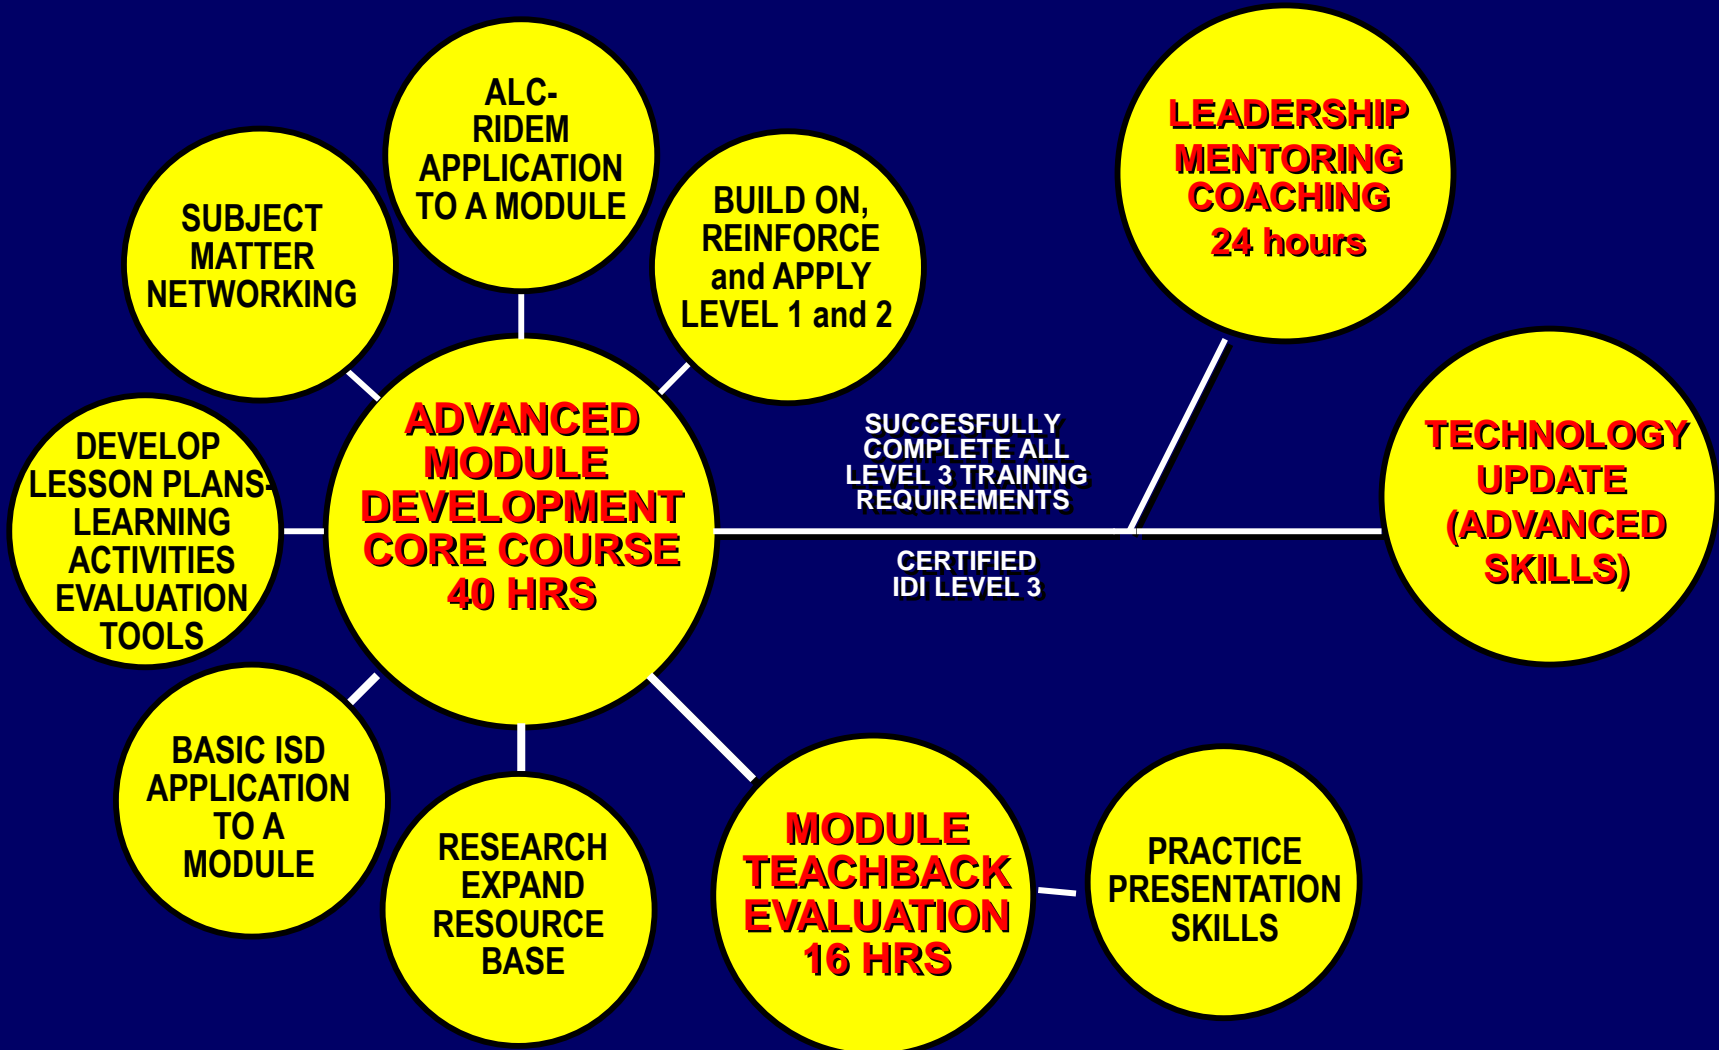 ALC-
RIDEM
APPLICATION
TO A MODULE
SUBJECT
MATTER
NETWORKING
BUILD ON,
REINFORCE
and APPLY
LEVEL 1 and 2
LEADERSHIP
MENTORING
COACHING
24 hours
DEVELOP
LESSON PLANS-
LEARNING
ACTIVITIES
EVALUATION
TOOLS
ADVANCED
MODULE
DEVELOPMENT
CORE COURSE
40 HRS
SUCCESFULLY
COMPLETE ALL
LEVEL 3 TRAINING
REQUIREMENTS
CERTIFIED
IDI LEVEL 3
TECHNOLOGY
UPDATE
(ADVANCED
SKILLS)
BASIC ISD
APPLICATION
TO A
MODULE
RESEARCH
EXPAND
RESOURCE
BASE
MODULE
TEACHBACK
EVALUATION
16 HRS
PRACTICE
PRESENTATION
SKILLS